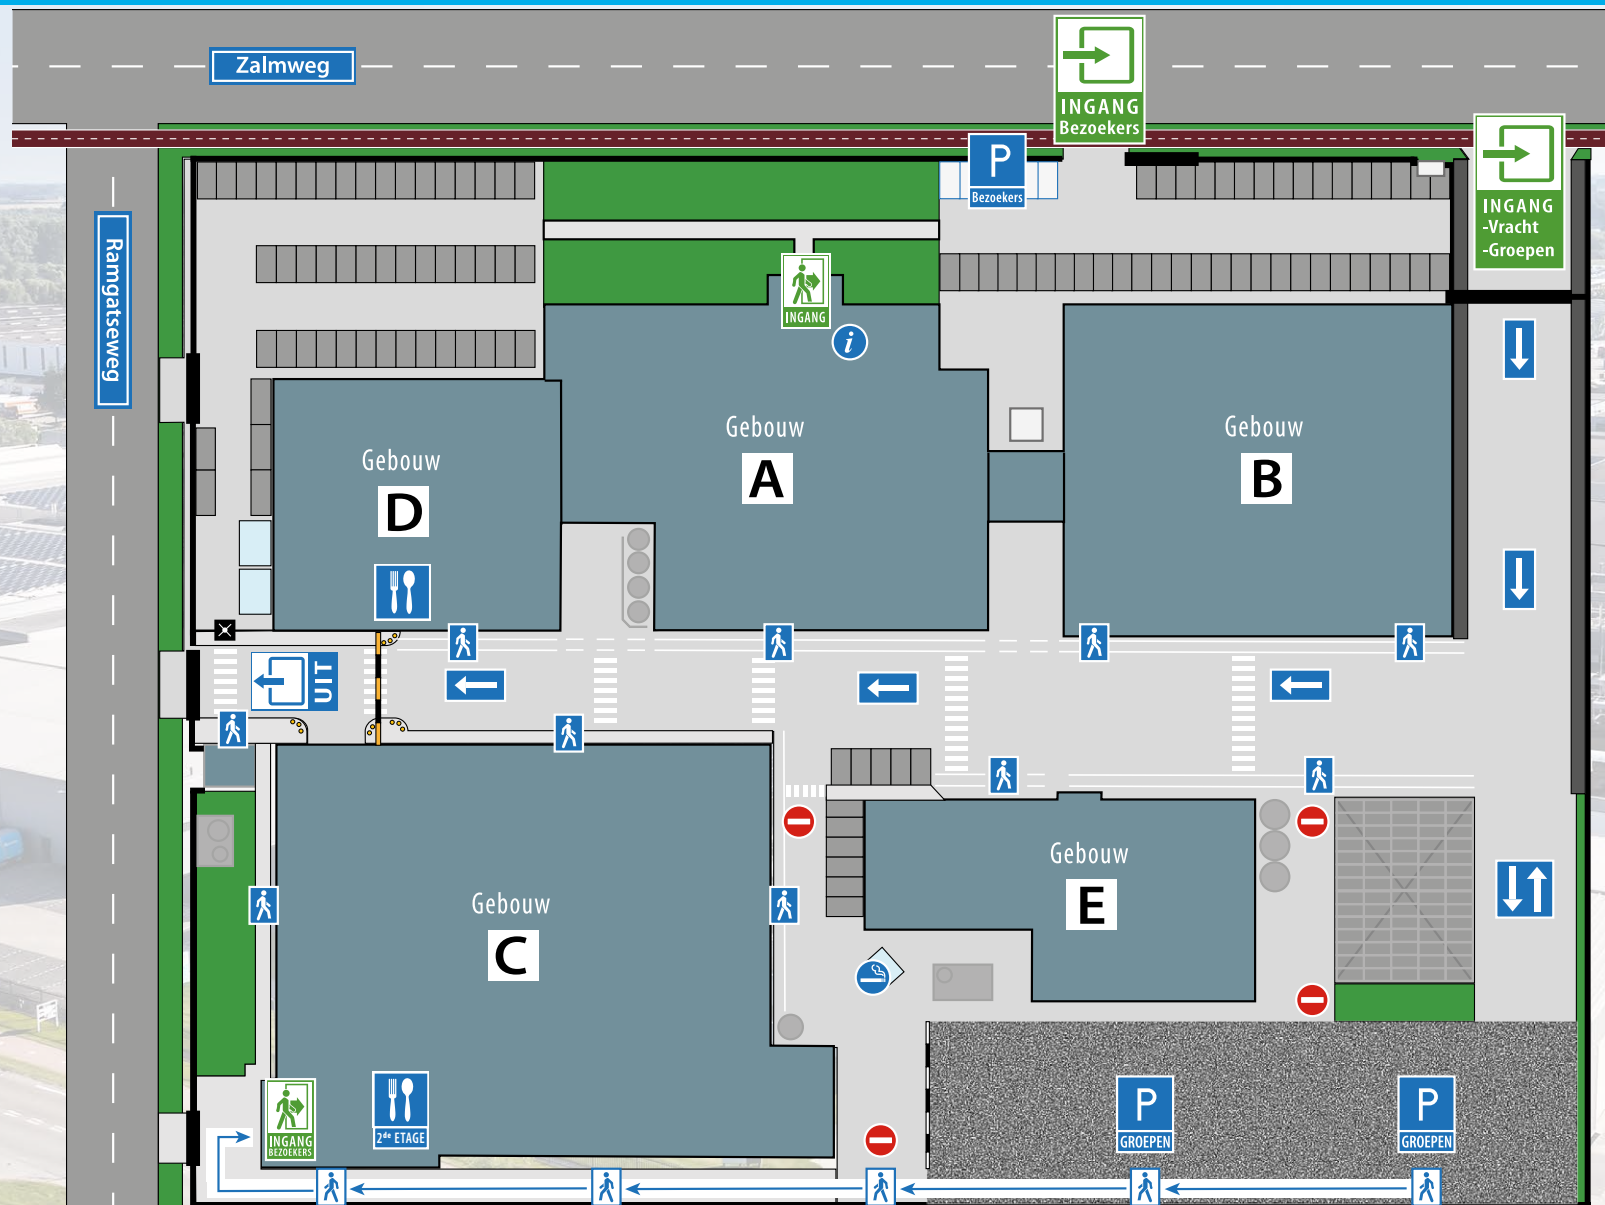 Zalmweg
INGANG
Bezoekers
P
Bezoekers
INGANG
-Vracht
-Groepen
Ramgatseweg
INGANG
i
Gebouw
A
Gebouw
B
Gebouw
D
UIT
Gebouw
E
Gebouw
C
INGANG
BEZOEKERS
2de ETAGE
P
GROEPEN
P
GROEPEN